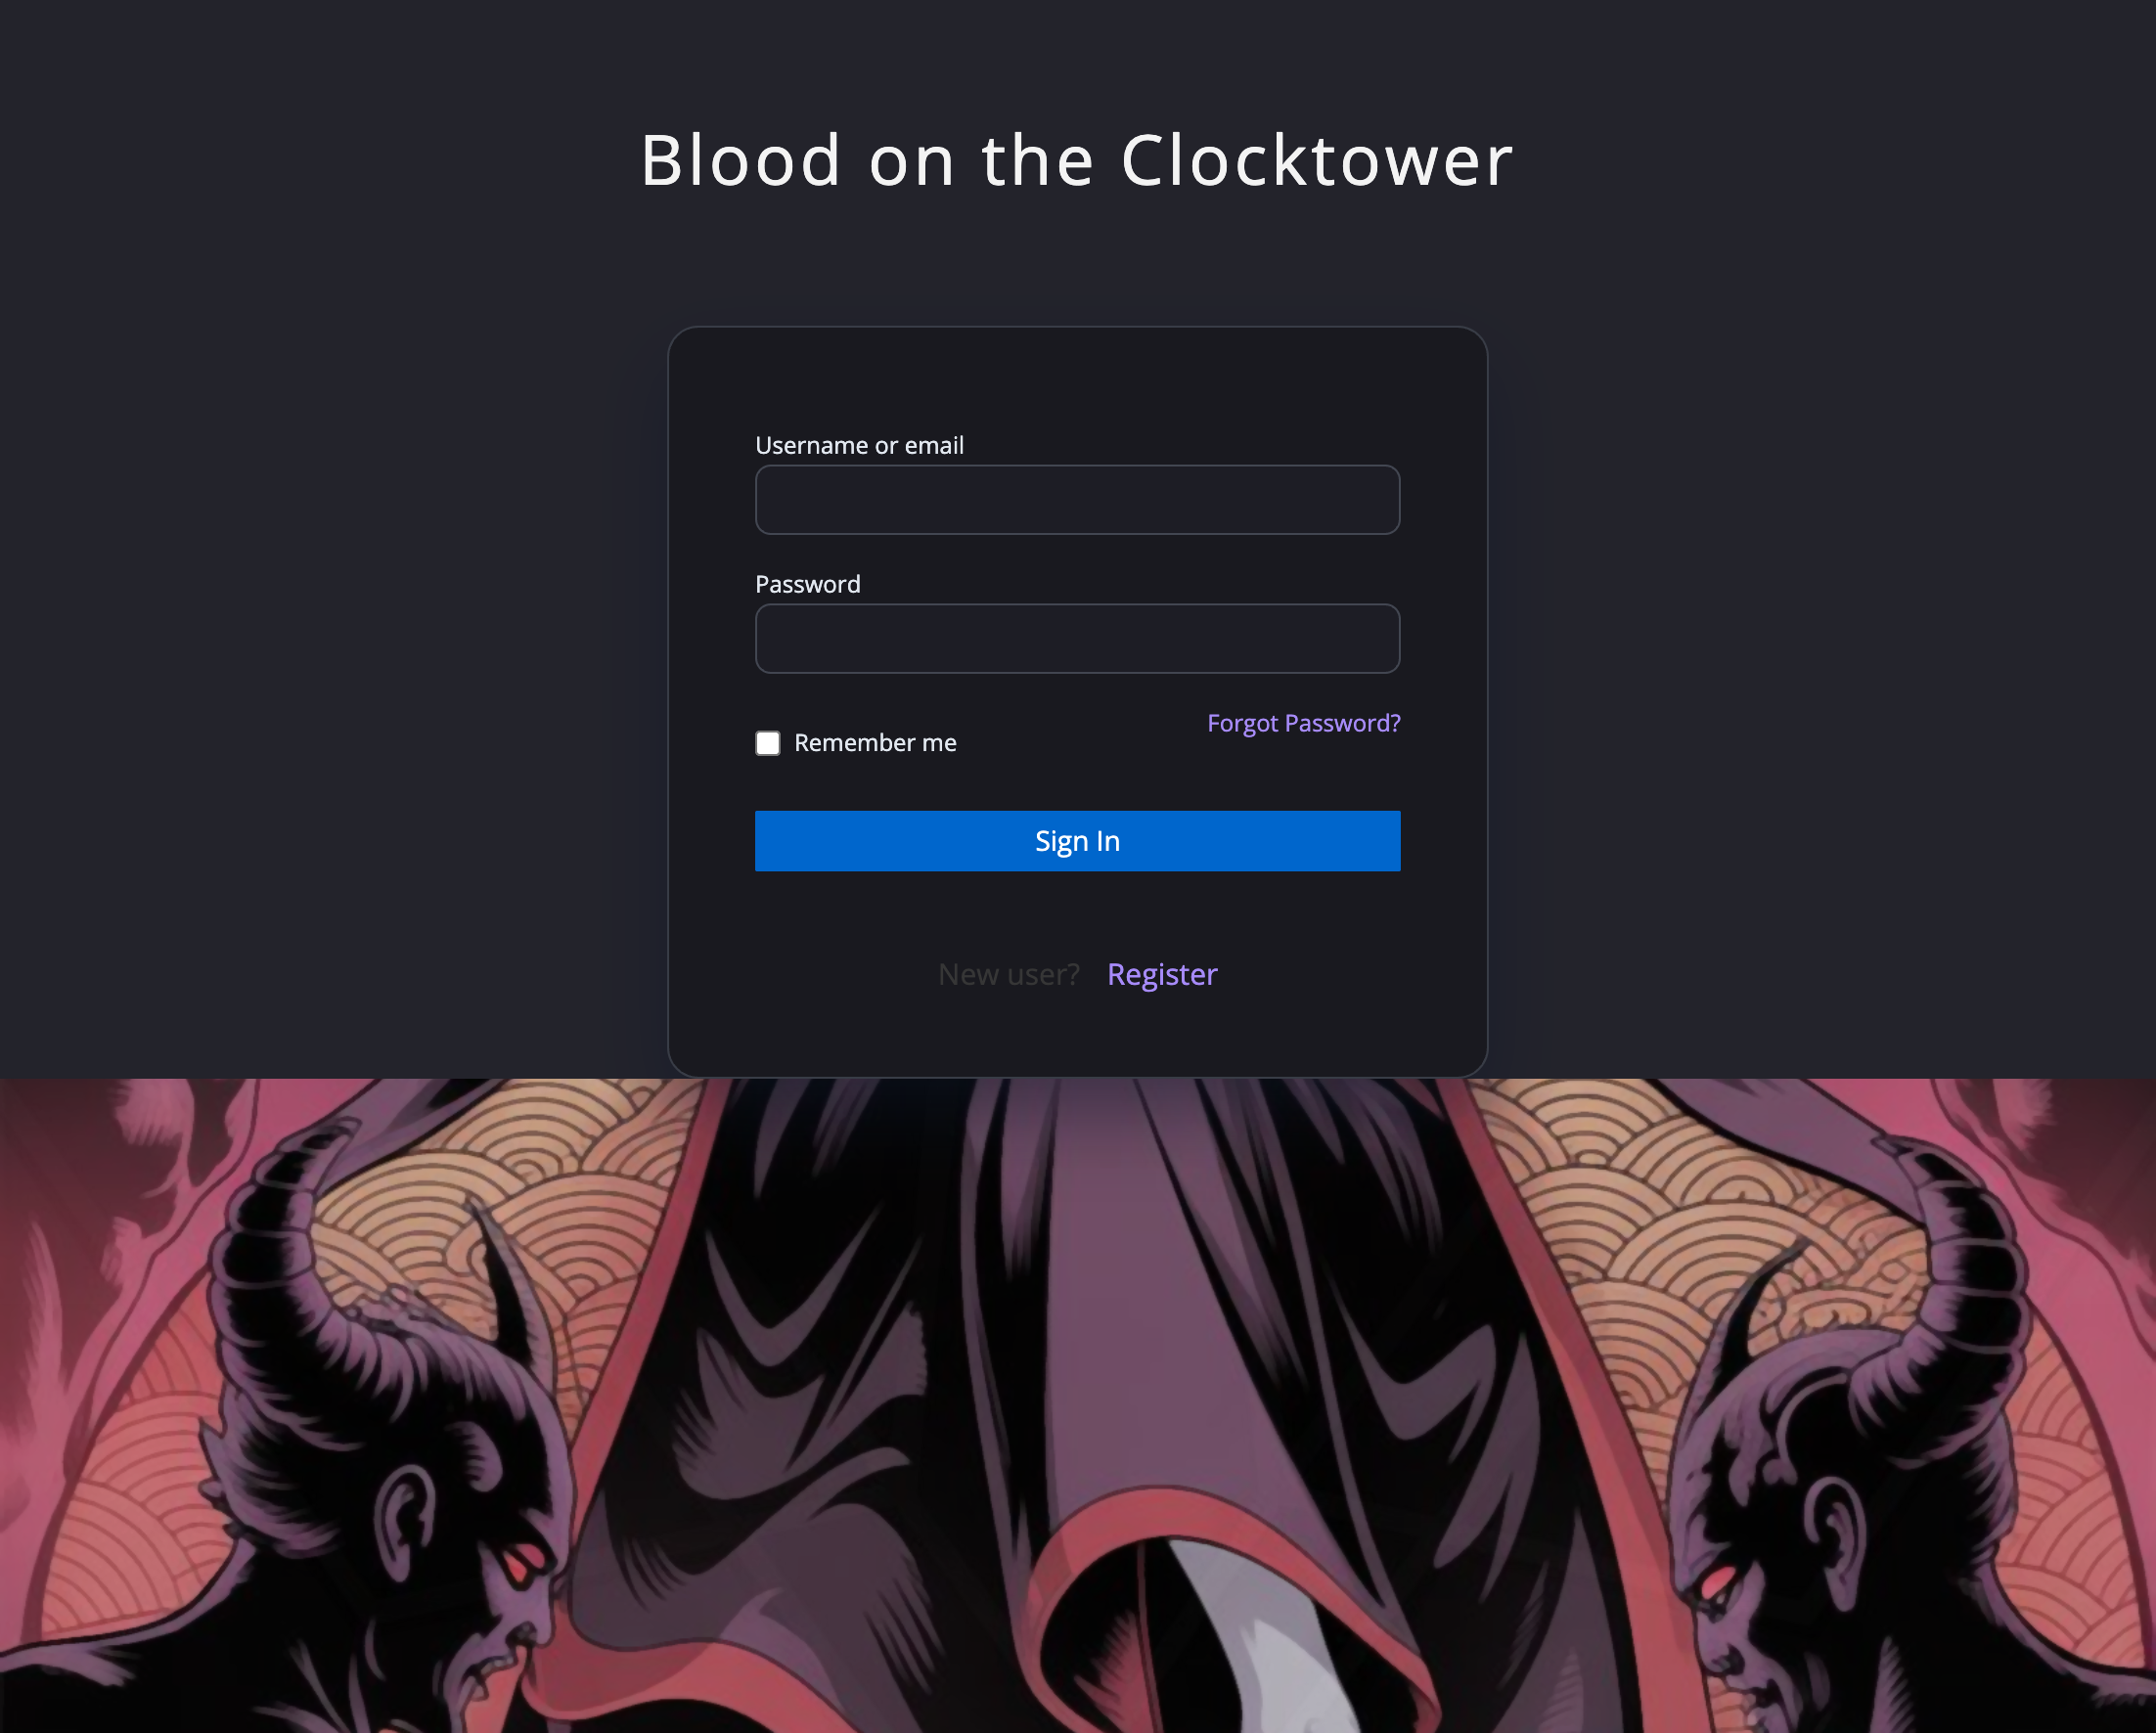 Blood on the Clocktower
Username or email
Password
Forgot Password?
Remember me
Sign In
New user? Register